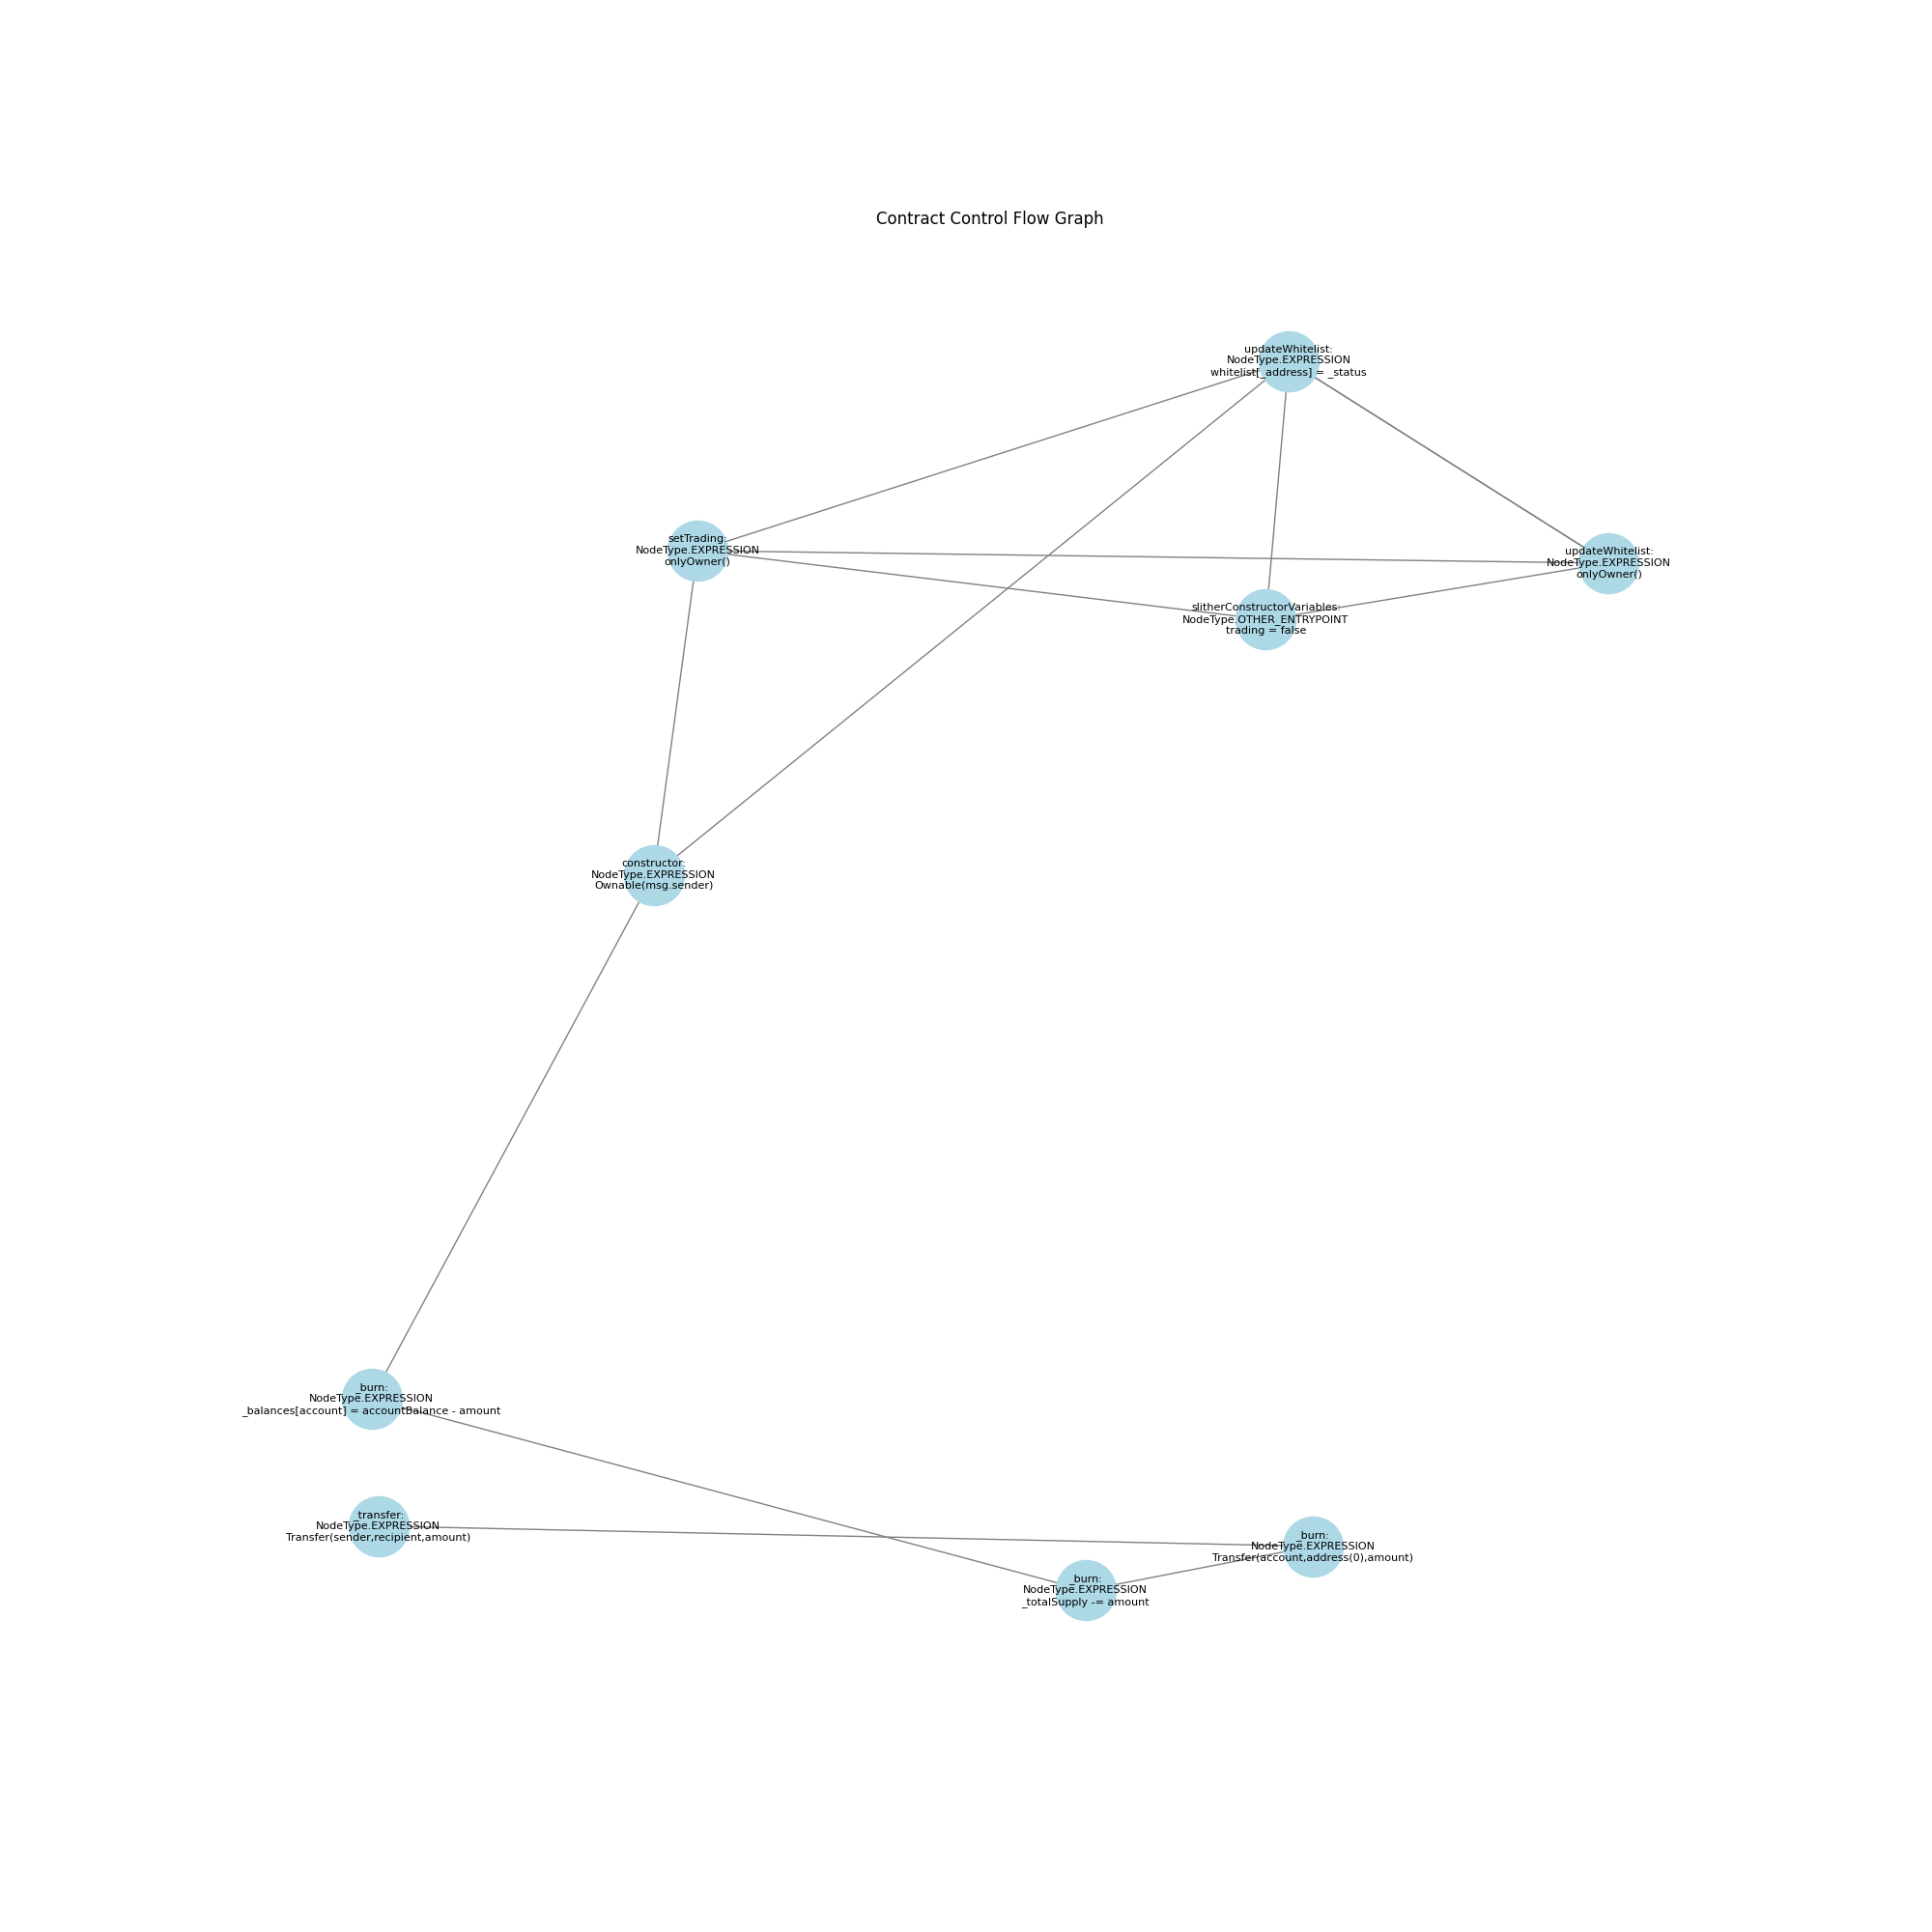 Contract Control Flow Graph
updateWhitelist:
NodeType.EXPRESSION
whitelist[_address] = _status
setTrading:
NodeType.EXPRESSION
onlyOwner()
updateWhitelist:
NodeType.EXPRESSION
onlyOwner()
slitherConstructorVariables:
NodeType.OTHER_ENTRYPOINT
trading = false
constructor:
NodeType.EXPRESSION
Ownable(msg.sender)
_burn:
NodeType.EXPRESSION
_balances[account] = accountBalance - amount
_transfer:
NodeType.EXPRESSION
Transfer(sender,recipient,amount)
_burn:
NodeType.EXPRESSION
Transfer(account,address(0),amount)
_burn:
NodeType.EXPRESSION
_totalSupply -= amount